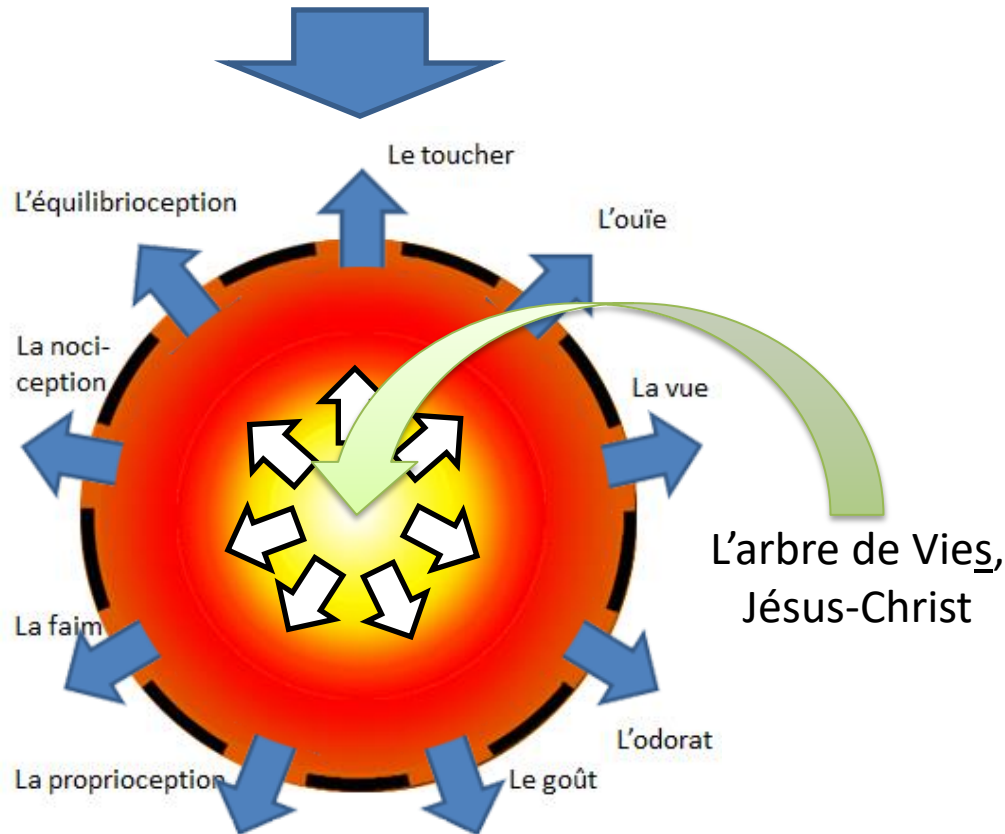 Le toucher
L'équilibrioception
L'ouïe
La noci-
ception
La vue
L'arbre de Vies,
Jésus-Christ
La faim
L'odorat
La proprioception
Le goût